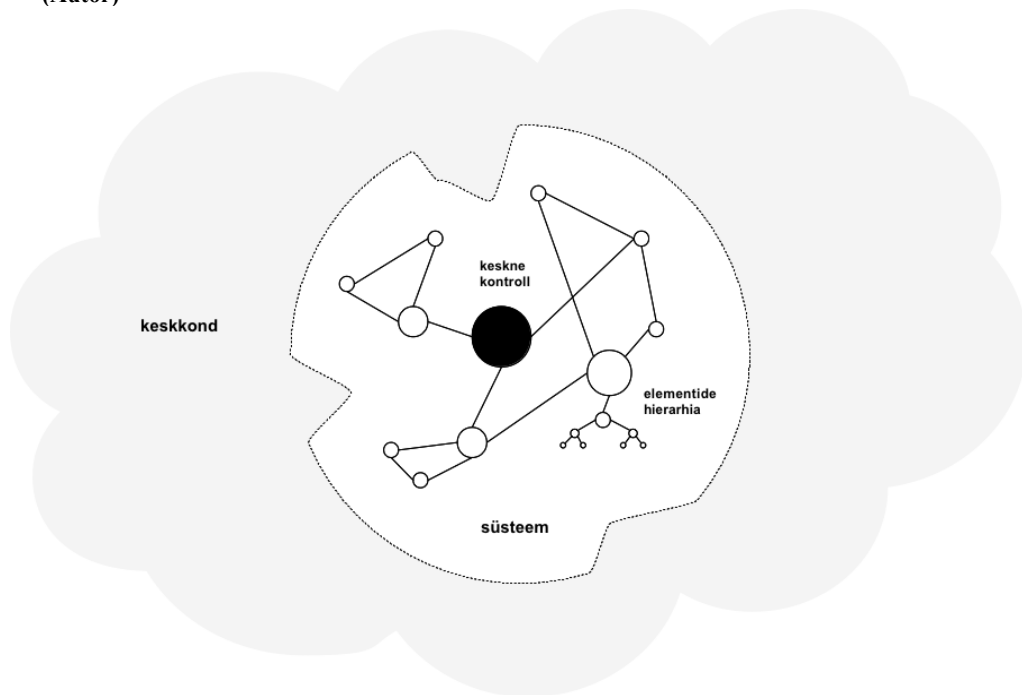 (Autor)
keskne
kontroll
keskkond
elementide
hierarhia
süsteem